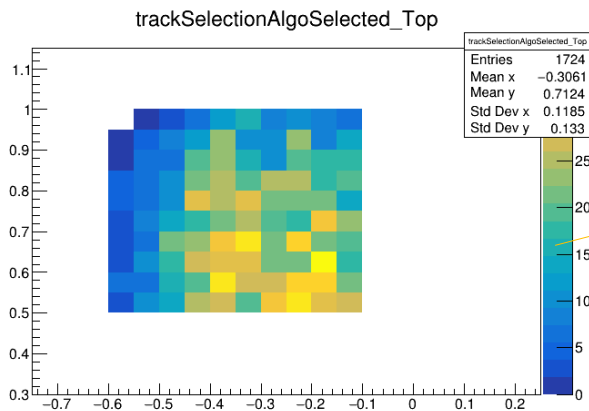 trackSelectionAlgoSelected_Top
trackSelectionAlgoSelected_Top
Entries 1724
Mean x −0.3061
Mean y 0.7124
Std Dev x 0.1185
Std Dev y 0.133
1.1
1
0.9
0.8
0.7
0.6
0.5
0.4
0.3
25
20
15
10
5
0
−0.7 −0.6 −0.5 −0.4 −0.3 −0.2 −0.1 0 0.1 0.2